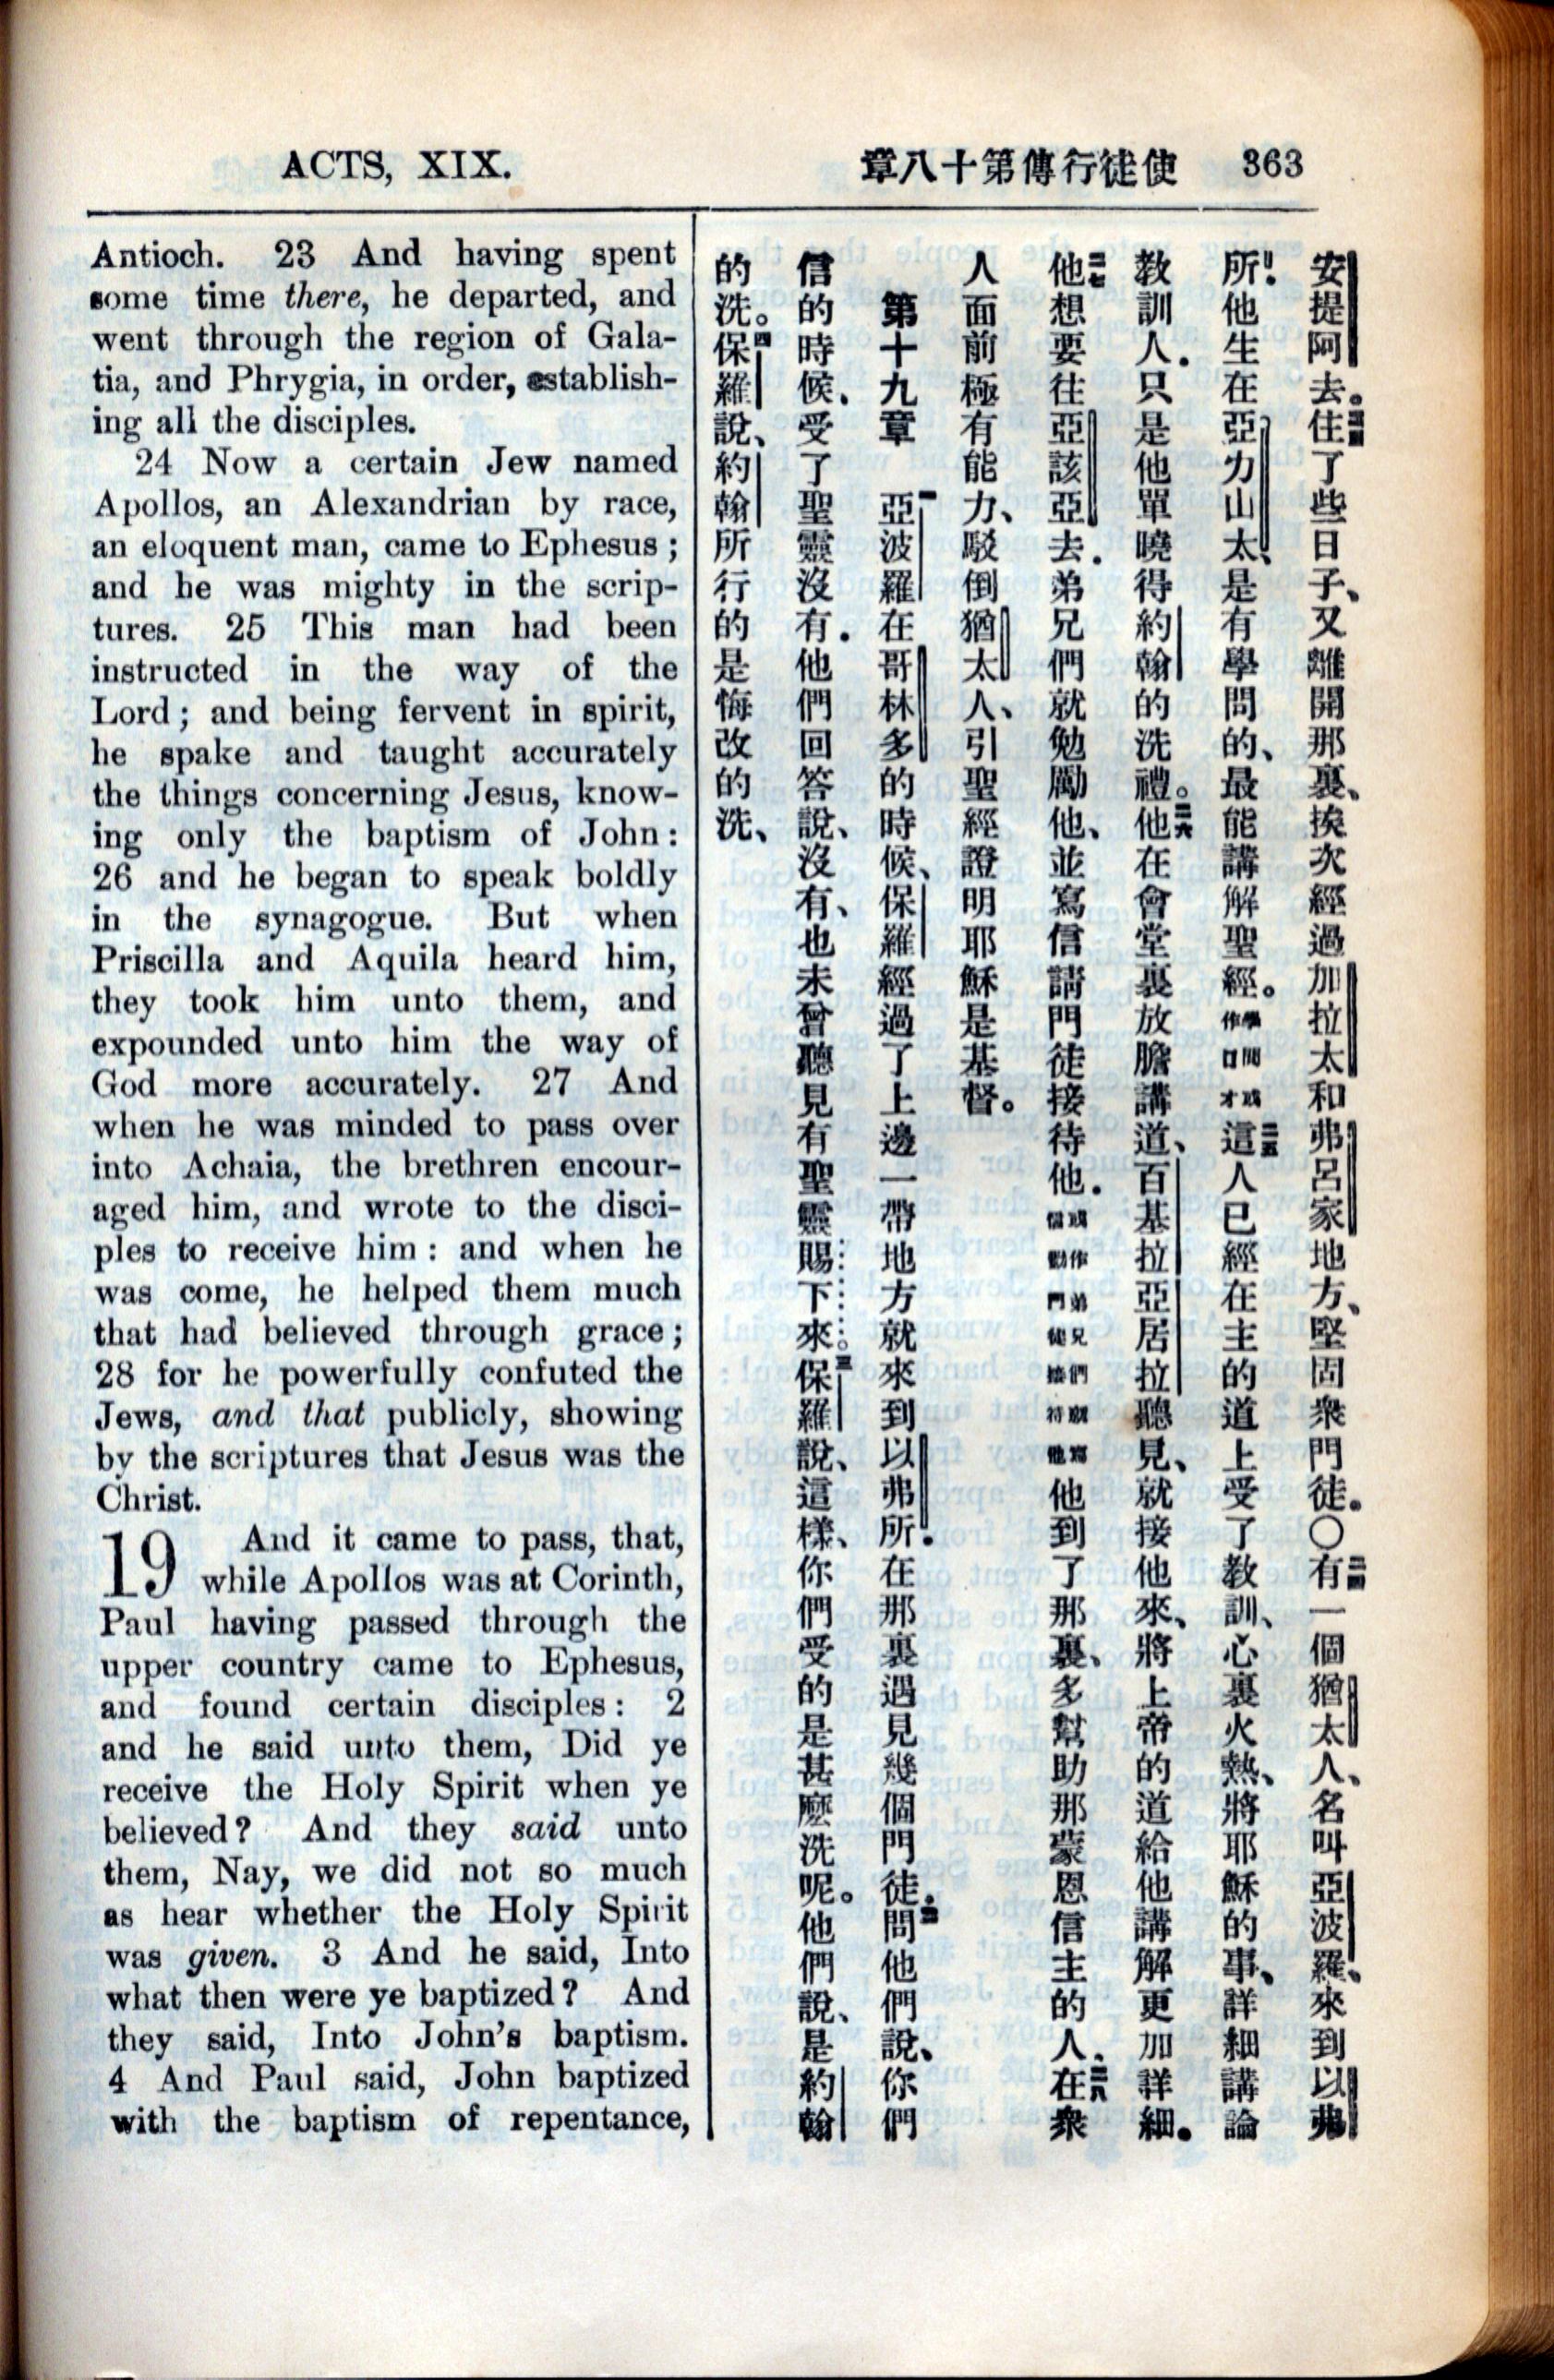 ACTS, XIX.
章八十第傳行徒使 363
Antioch. 23 And having spent
some time there, he departed, and
went through the region of Gala-
tia, and Phrygia, in order, establish-
ing all the disciples.
24 Now a certain Jew named
Apollos, an Alexandrian by race,
an eloquent man, came to Ephesus;
and he was mighty in the scrip-
tures. 25 This man had been
instructed in the way of the
Lord; and being fervent in spirit,
he spake and taught accurately
the things concerning Jesus, know-
ing only the baptism of John:
26 and he began to speak boldly
in the synagogue. But when
Priscilla and Aquila heard him,
they took him unto them, and
expounded unto him the way of
God more accurately. 27 And
when he was minded to pass over
into Achaia, the brethren encour-
aged him, and wrote to the disci-
ples to receive him: and when he
was come, he helped them much
that had believed through grace;
28 for he powerfully confuted the
Jews, and that publicly, showing
by the scriptures that Jesus was the
Christ.
19 And it came to pass, that,
while Apollos was at Corinth,
Paul having passed through the
upper country came to Ephesus,
and found certain disciples: 2
and he said unto them, Did ye
receive the Holy Spirit when ye
believed? And they said unto
them, Nay, we did not so much
as hear whether the Holy Spirit
was given. 3 And he said, Into
what then were ye baptized? And
they said, Into John's baptism.
4 And Paul said, John baptized
with the baptism of repentance,
安提阿去。住二三了些日子、又離開那裏、挨次經過加拉太和弗呂家地方、堅固衆門徒。〇有二四一個猶太人、名叫亞波羅、來到以弗
所.他生在亞力山太、是有學問的、最能講解聖經。學問或作口才這二五人已經在主的道上受了教訓、心裏火熱、將耶穌的事、詳細講論
教訓人.只是他單曉得約翰的洗禮。他二六在會堂裏放膽講道、百基拉亞居拉聽見、就接他來、將上帝的道給他講解更加詳細。
他二七想要往亞該亞去.弟兄們就勉勵他、並寫信請門徒接待他.他到了那裏、多幫助那蒙恩信主的人.在二八衆
人面前極有能力、駁倒猶太人、引聖經證明耶穌是基督。
第十九章 亞一波羅在哥林多的時候、保羅經過了上邊一帶地方就來到以弗所.在那裏遇見幾個門徒.問二他們說、你們
信的時候.受了聖靈沒有.他們回答說、沒有、也未曾聽見有聖靈賜下來。保三羅說、這樣、你們受的是甚麼洗呢。他們說、是約翰
的洗。保四羅說、約翰所行的是悔改的洗、